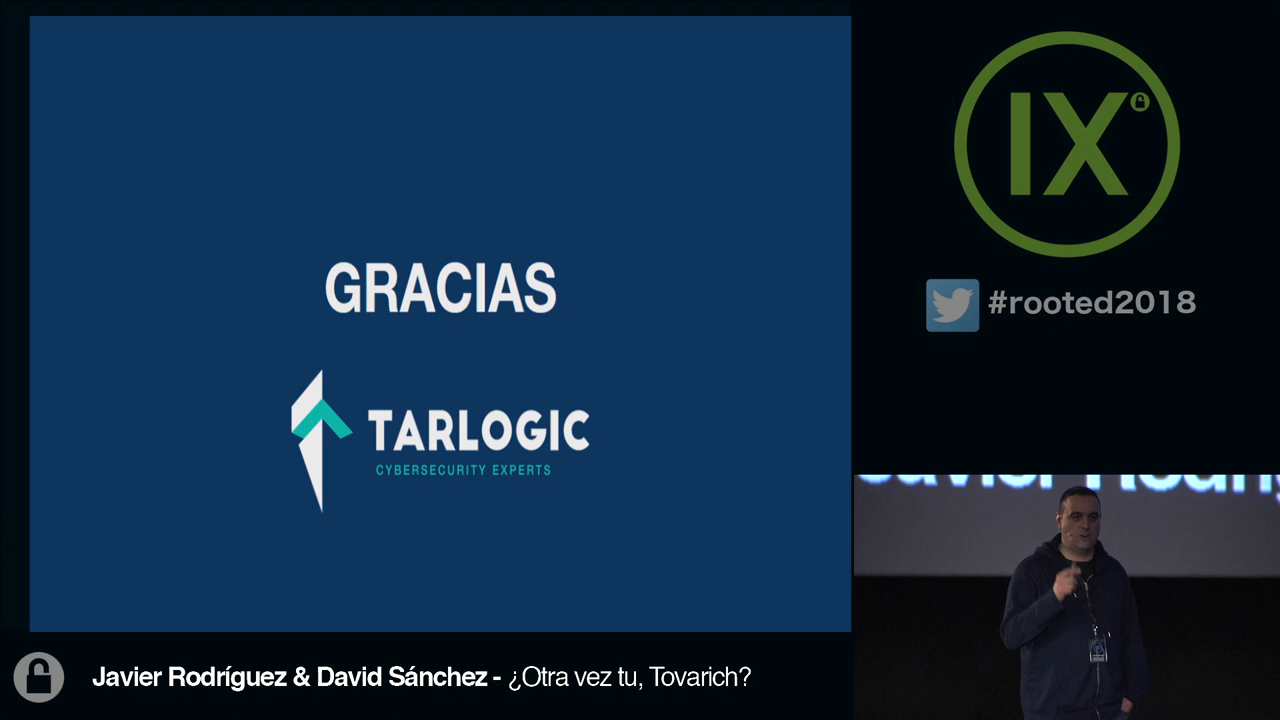 GRACIAS
TARLOGIC
CYBERSECURITY EXPERTS
IX
#rooted2018
Javier Rodríguez & David Sánchez - ¿Otra vez tu, Tovarich?